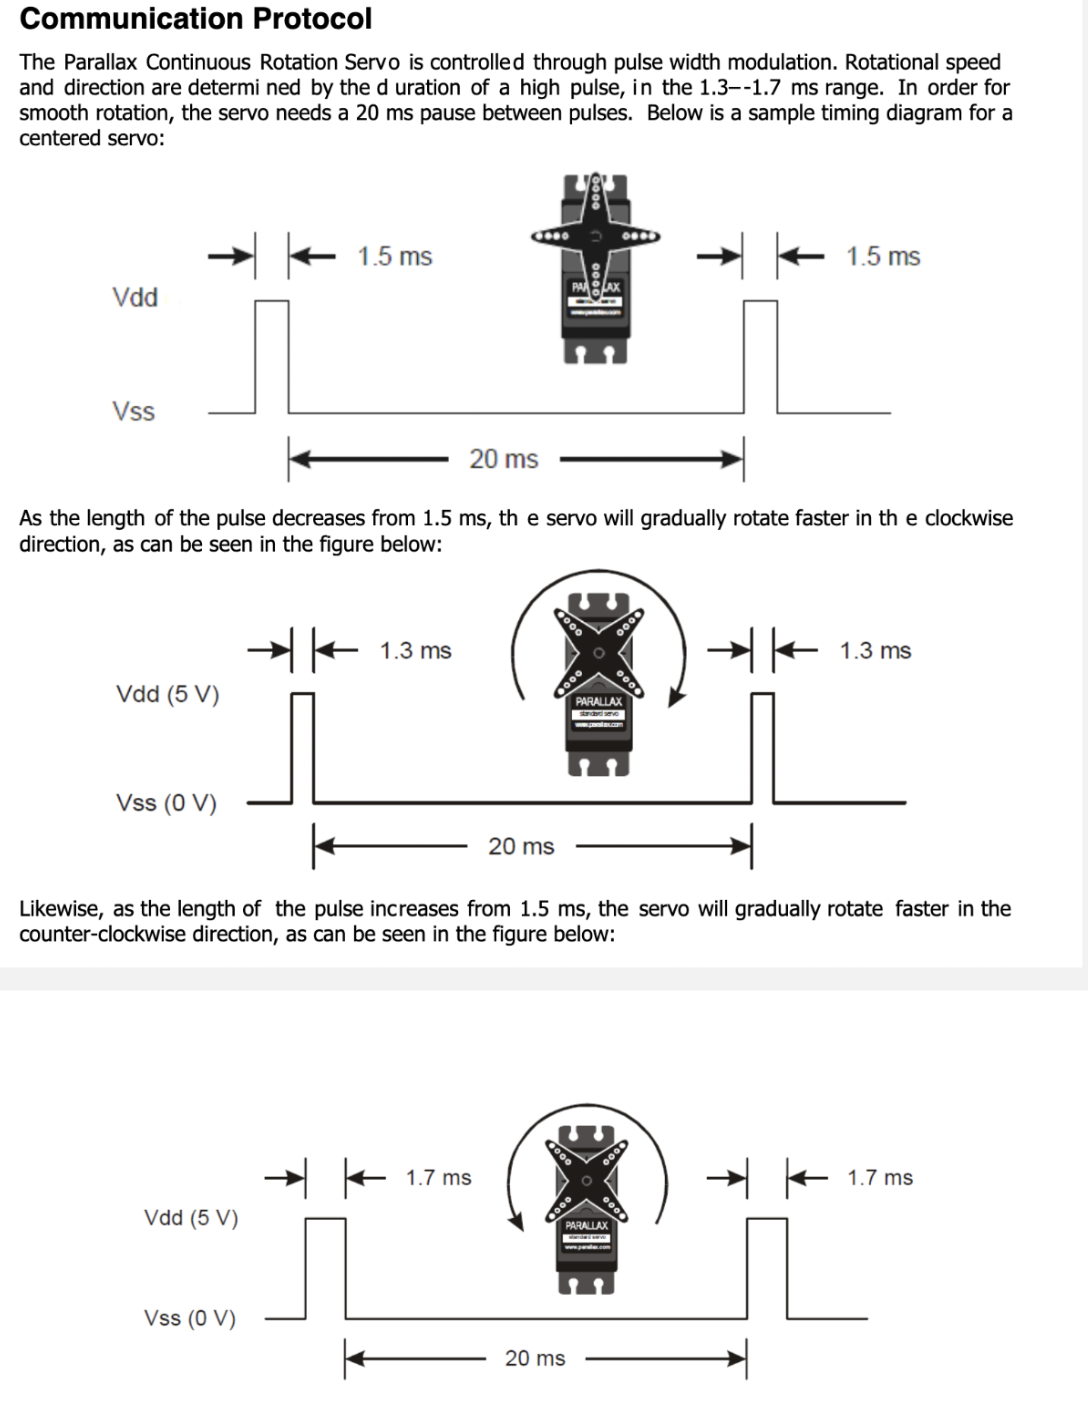 Communication Protocol
The Parallax Continuous Rotation Servo is controlled through pulse width modulation. Rotational speed
and direction are determi ned by the d uration of a high pulse, in the 1.3–-1.7 ms range. In order for
smooth rotation, the servo needs a 20 ms pause between pulses. Below is a sample timing diagram for a
centered servo:
1.5 ms
1.5 ms
Vdd
PARALLAX
Vss
20 ms
As the length of the pulse decreases from 1.5 ms, th e servo will gradually rotate faster in th e clockwise
direction, as can be seen in the figure below:
1.3 ms
1.3 ms
Vdd (5 V)
PARALLAX
standard servo
www.parallax.com
Vss (0 V)
20 ms
Likewise, as the length of the pulse increases from 1.5 ms, the servo will gradually rotate faster in the
counter-clockwise direction, as can be seen in the figure below:
1.7 ms
1.7 ms
Vdd (5 V)
PARALLAX
standard servo
www.parallax.com
Vss (0 V)
20 ms